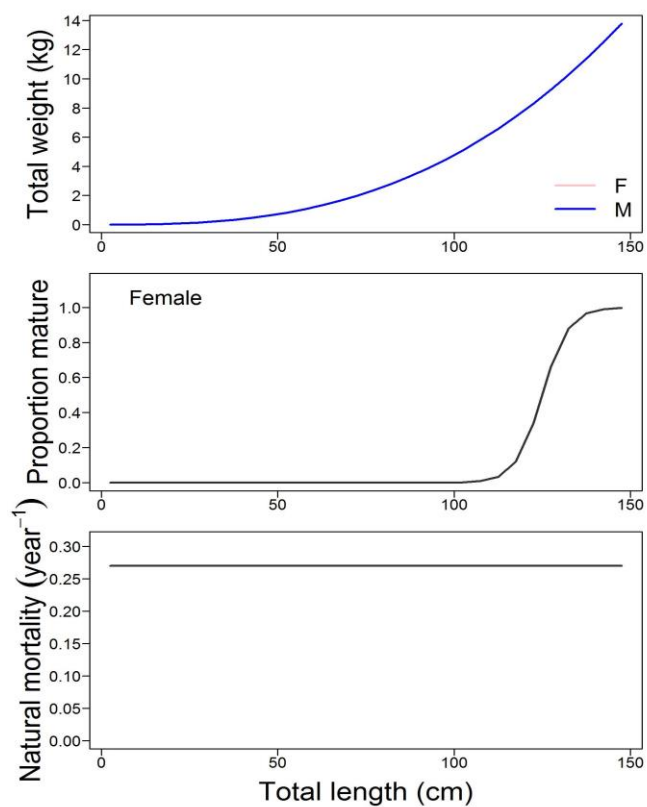 Total weight (kg)
14
12
10
8
6
4
2
0
F
M
0 50 100 150
Proportion mature
Female
1.0
0.8
0.6
0.4
0.2
0.0
0 50 100 150
Natural mortality (year⁻¹)
0.30
0.25
0.20
0.15
0.10
0.05
0.00
0 50 100 150
Total length (cm)